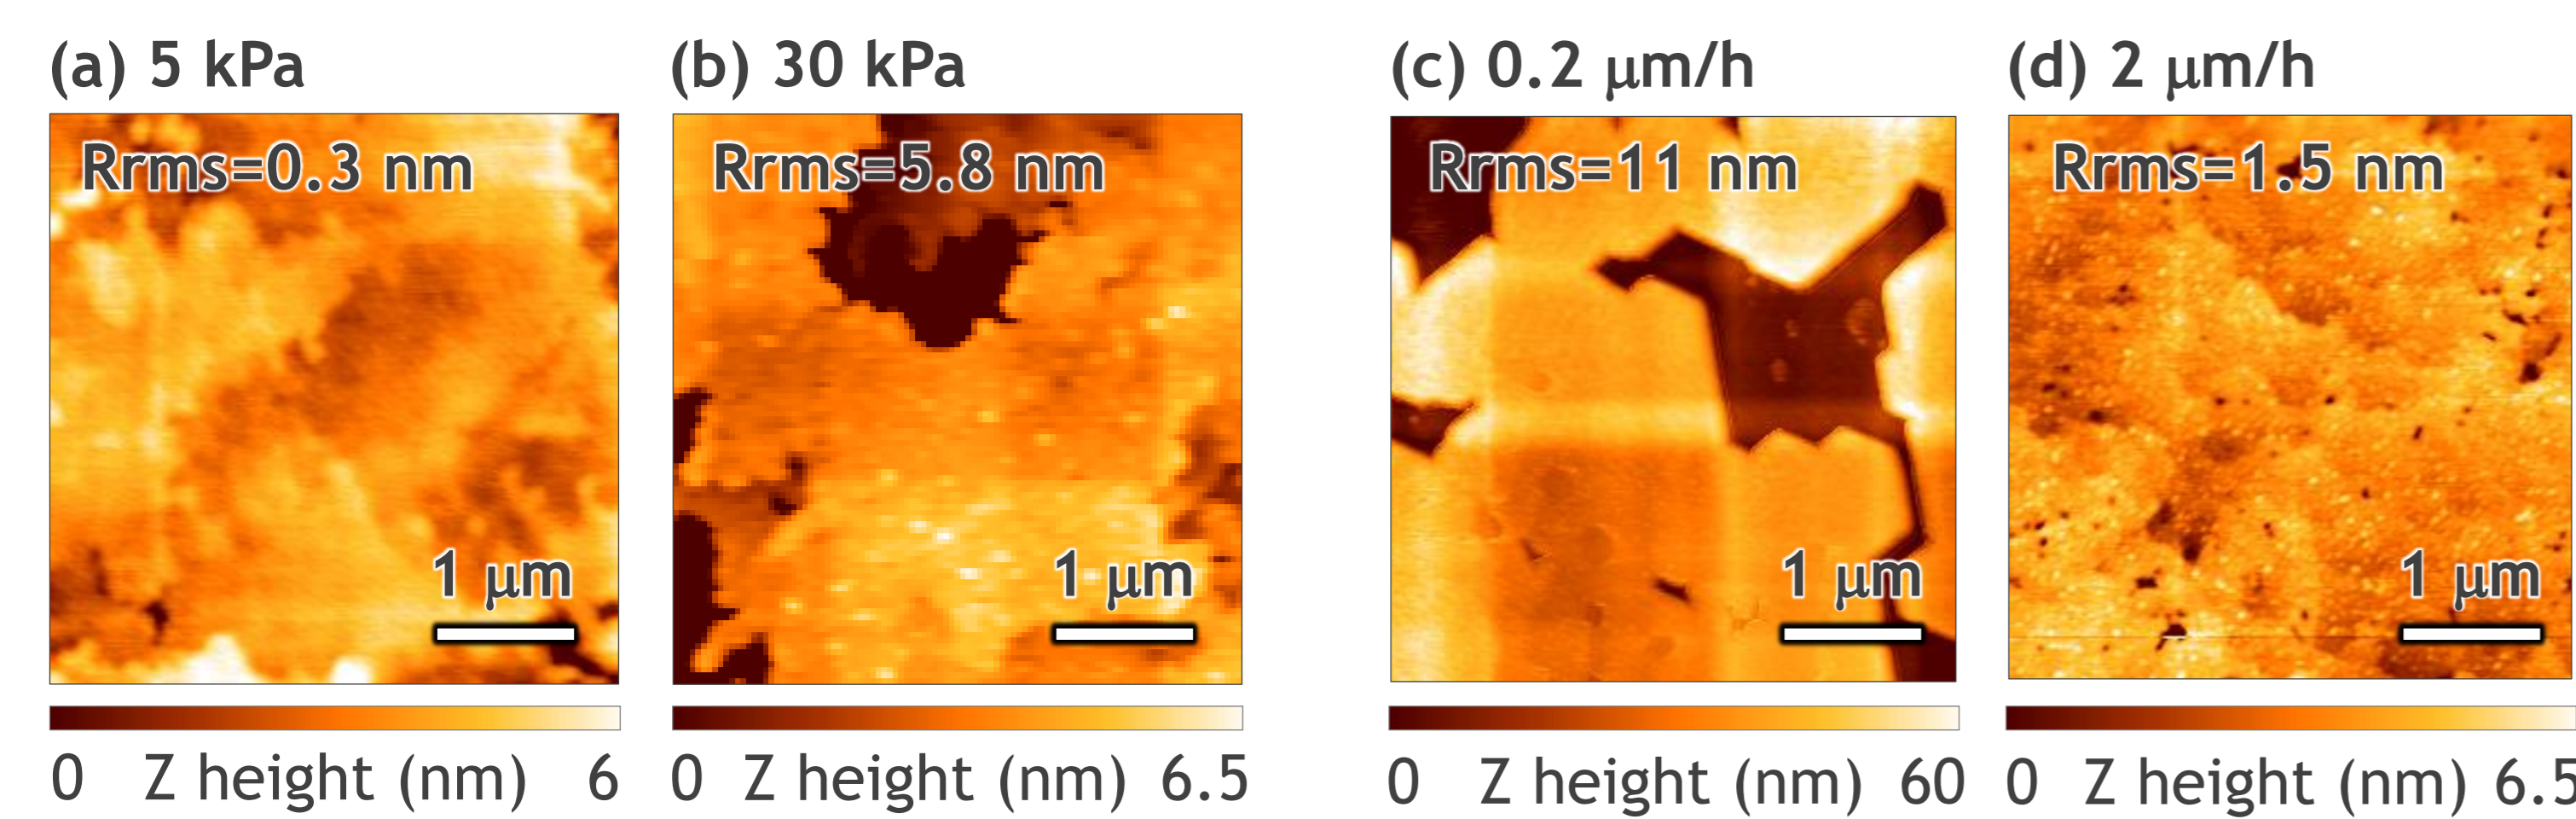 (a) 5 kPa
Rrms=0.3 nm
1 μm
0 Z height (nm) 6
(b) 30 kPa
Rrms=5.8 nm
1 μm
0 Z height (nm) 6.5
(c) 0.2 μm/h
Rrms=11 nm
1 μm
0 Z height (nm) 60
(d) 2 μm/h
Rrms=1.5 nm
1 μm
0 Z height (nm) 6.5